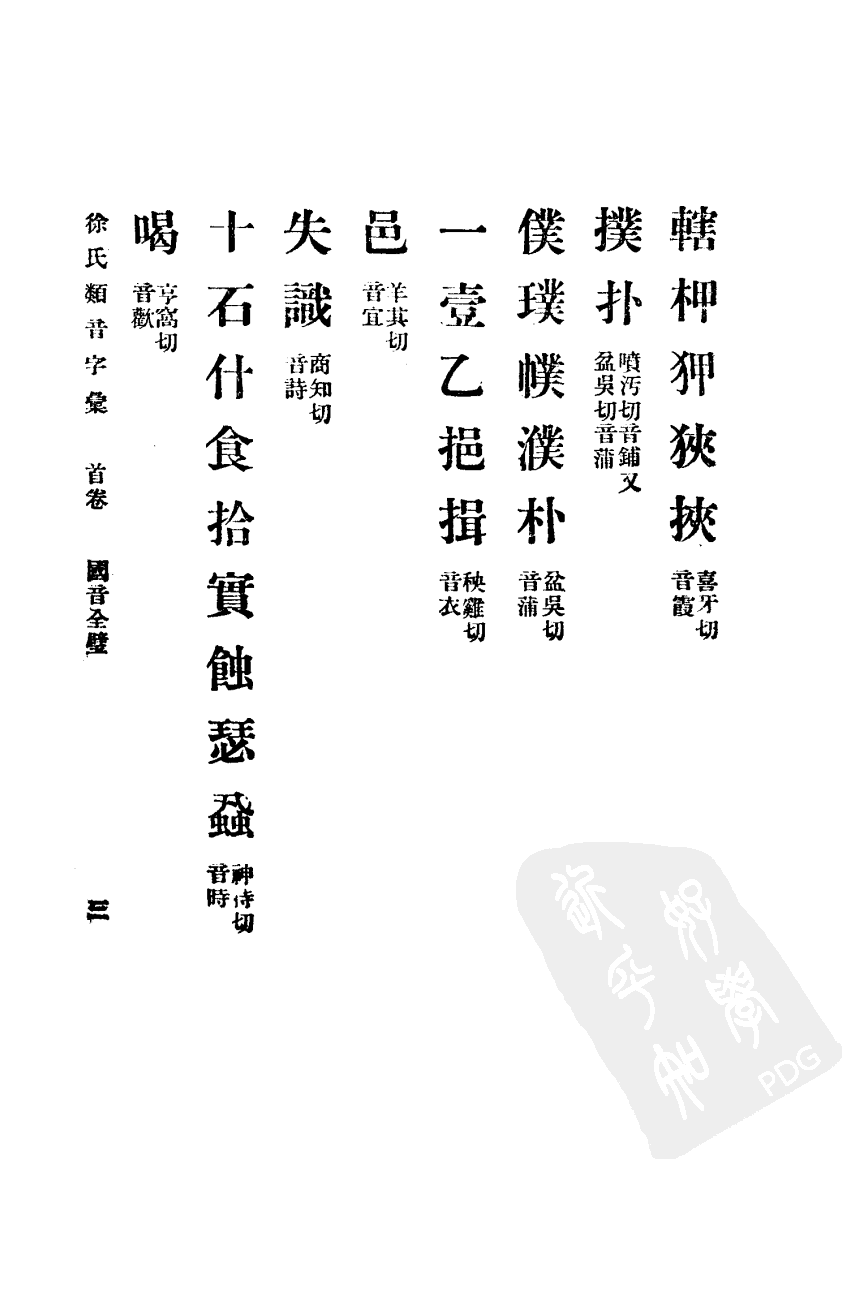 轄柙狎狹挾喜牙切音霞
撲扑噴汚切音鋪又盆吳切音蒲
僕璞幞濮朴盆吳切音蒲
一壹乙挹揖秧雞切音衣
邑羊其切音宜
失識商知切音詩
十石什食拾實蝕瑟蝨神侍切音時
喝亨窩切音歡
徐氏類音字彙 首卷 國音全璧 三
PDG